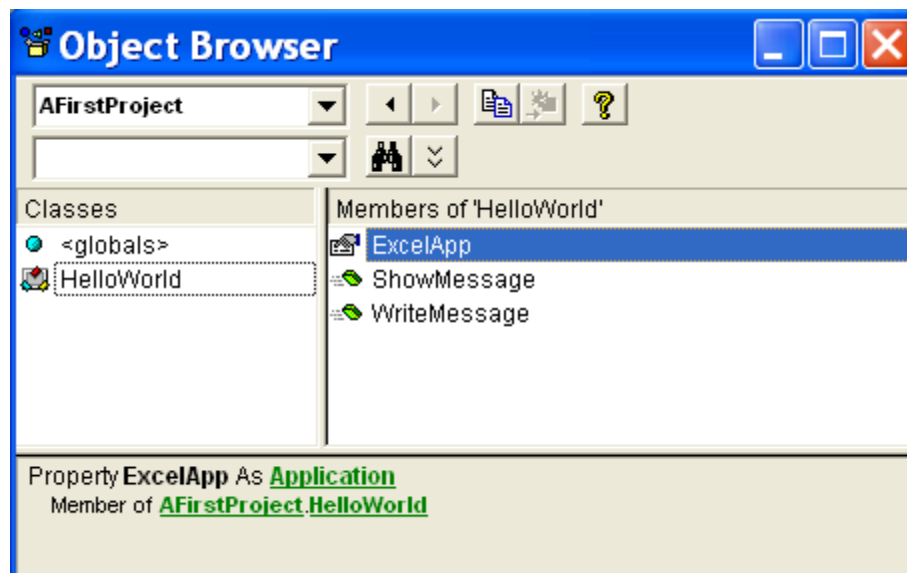 Object Browser
AFirstProject
Classes
Members of 'HelloWorld'
<globals>
ExcelApp
HelloWorld
ShowMessage
WriteMessage
Property ExcelApp As Application
Member of AFirstProject.HelloWorld